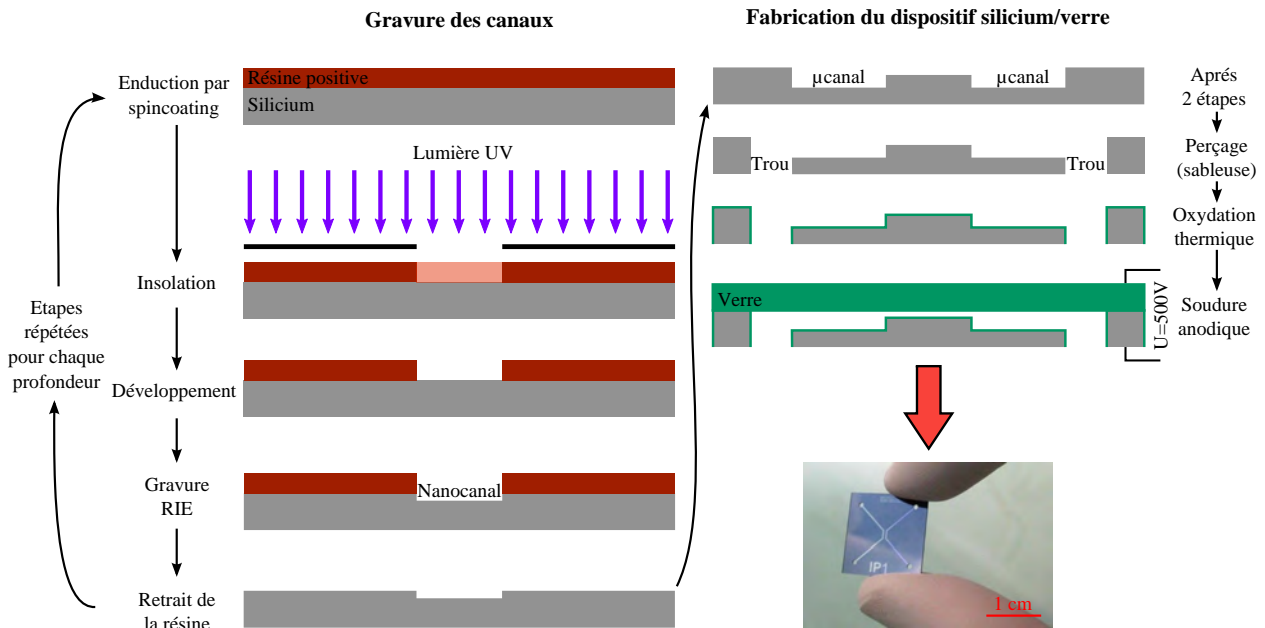 Gravure des canaux
Enduction par
spincoating
Résine positive
Silicium
Lumière UV
Insolation
Etapes
répétées
pour chaque
profondeur
Développement
Gravure
RIE
Nanocanal
Retrait de
la résine
Fabrication du dispositif silicium/verre
µcanal
µcanal
Aprés
2 étapes
Trou
Trou
Perçage
(sableuse)
Oxydation
thermique
Verre
U=500V
Soudure
anodique
IP1
1 cm